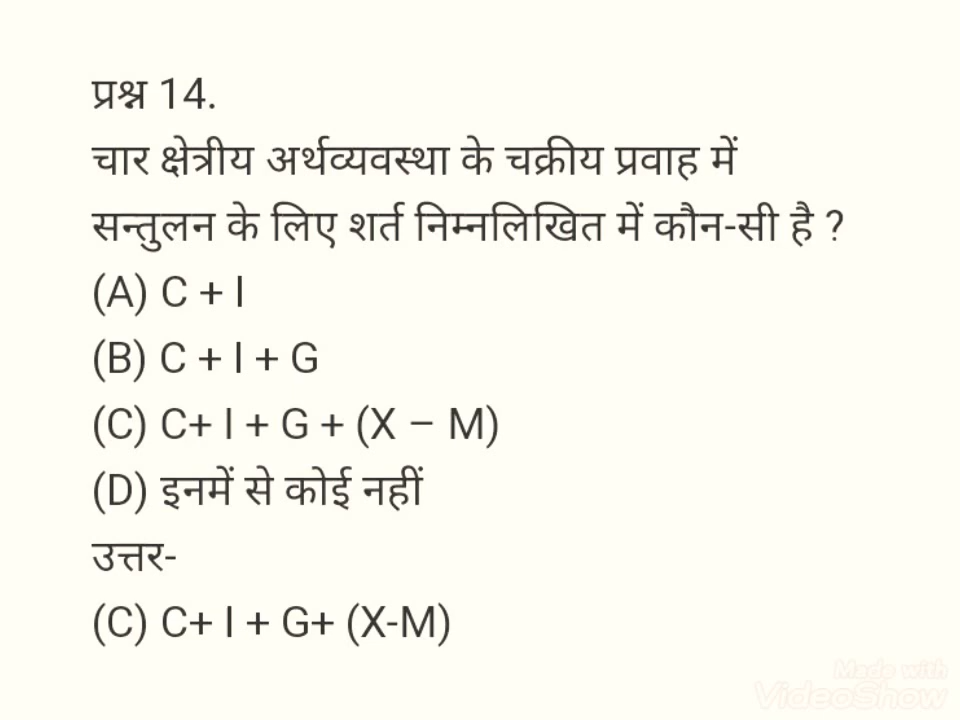 प्रश्न 14.
चार क्षेत्रीय अर्थव्यवस्था के चक्रीय प्रवाह में
सन्तुलन के लिए शर्त निम्नलिखित में कौन-सी है ?
(A) C + I
(B) C + I + G
(C) C+ I + G + (X – M)
(D) इनमें से कोई नहीं
उत्तर-
(C) C+ I + G+ (X-M)
Made with
VideoShow